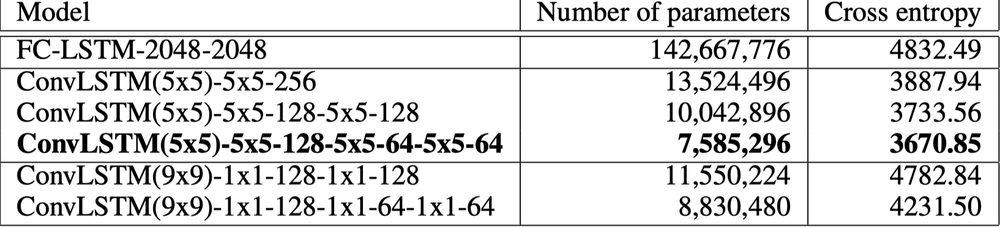 Model Number of parameters Cross entropy
FC-LSTM-2048-2048 142,667,776 4832.49
ConvLSTM(5x5)-5x5-256 13,524,496 3887.94
ConvLSTM(5x5)-5x5-128-5x5-128 10,042,896 3733.56
ConvLSTM(5x5)-5x5-128-5x5-64-5x5-64 7,585,296 3670.85
ConvLSTM(9x9)-1x1-128-1x1-128 11,550,224 4782.84
ConvLSTM(9x9)-1x1-128-1x1-64-1x1-64 8,830,480 4231.50